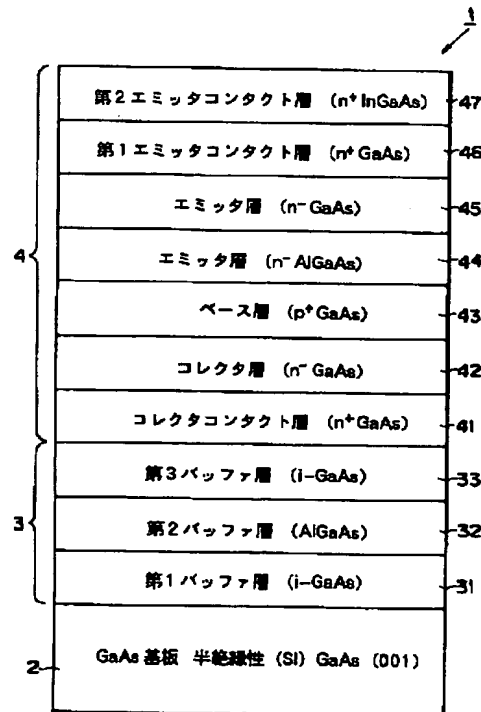 1
第2エミッタコンタクト層 (n⁺InGaAs) 47
第1エミッタコンタクト層 (n⁺GaAs) 46
エミッタ層 (n⁻GaAs) 45
4
エミッタ層 (n⁻AlGaAs) 44
ベース層 (p⁺GaAs) 43
コレクタ層 (n⁻GaAs) 42
コレクタコンタクト層 (n⁺GaAs) 41
第3バッファ層 (i-GaAs) 33
3
第2バッファ層 (AlGaAs) 32
第1バッファ層 (i-GaAs) 31
2
GaAs基板 半絶縁性 (SI) GaAs (001)